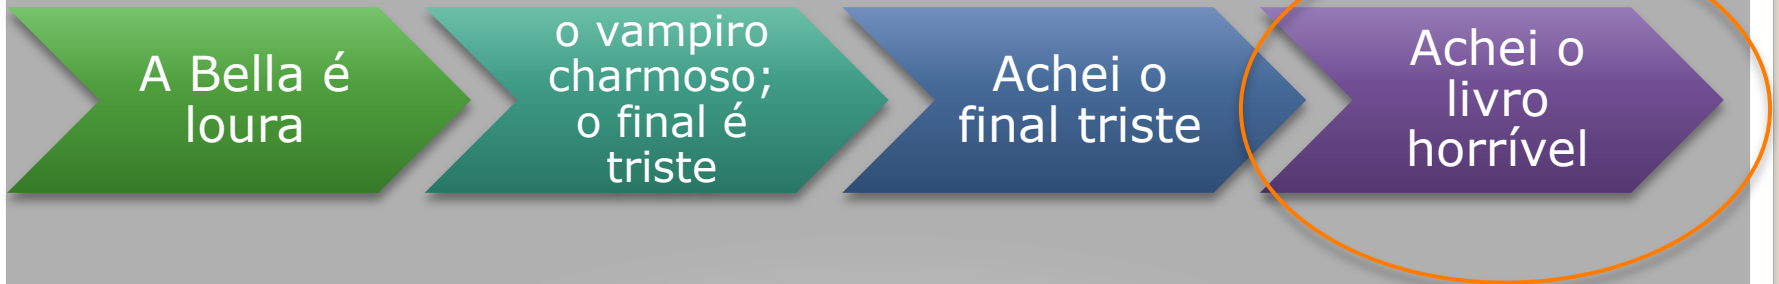 A Bella é
loura
o vampiro
charmoso;
o final é
triste
Achei o
final triste
Achei o
livro
horrível